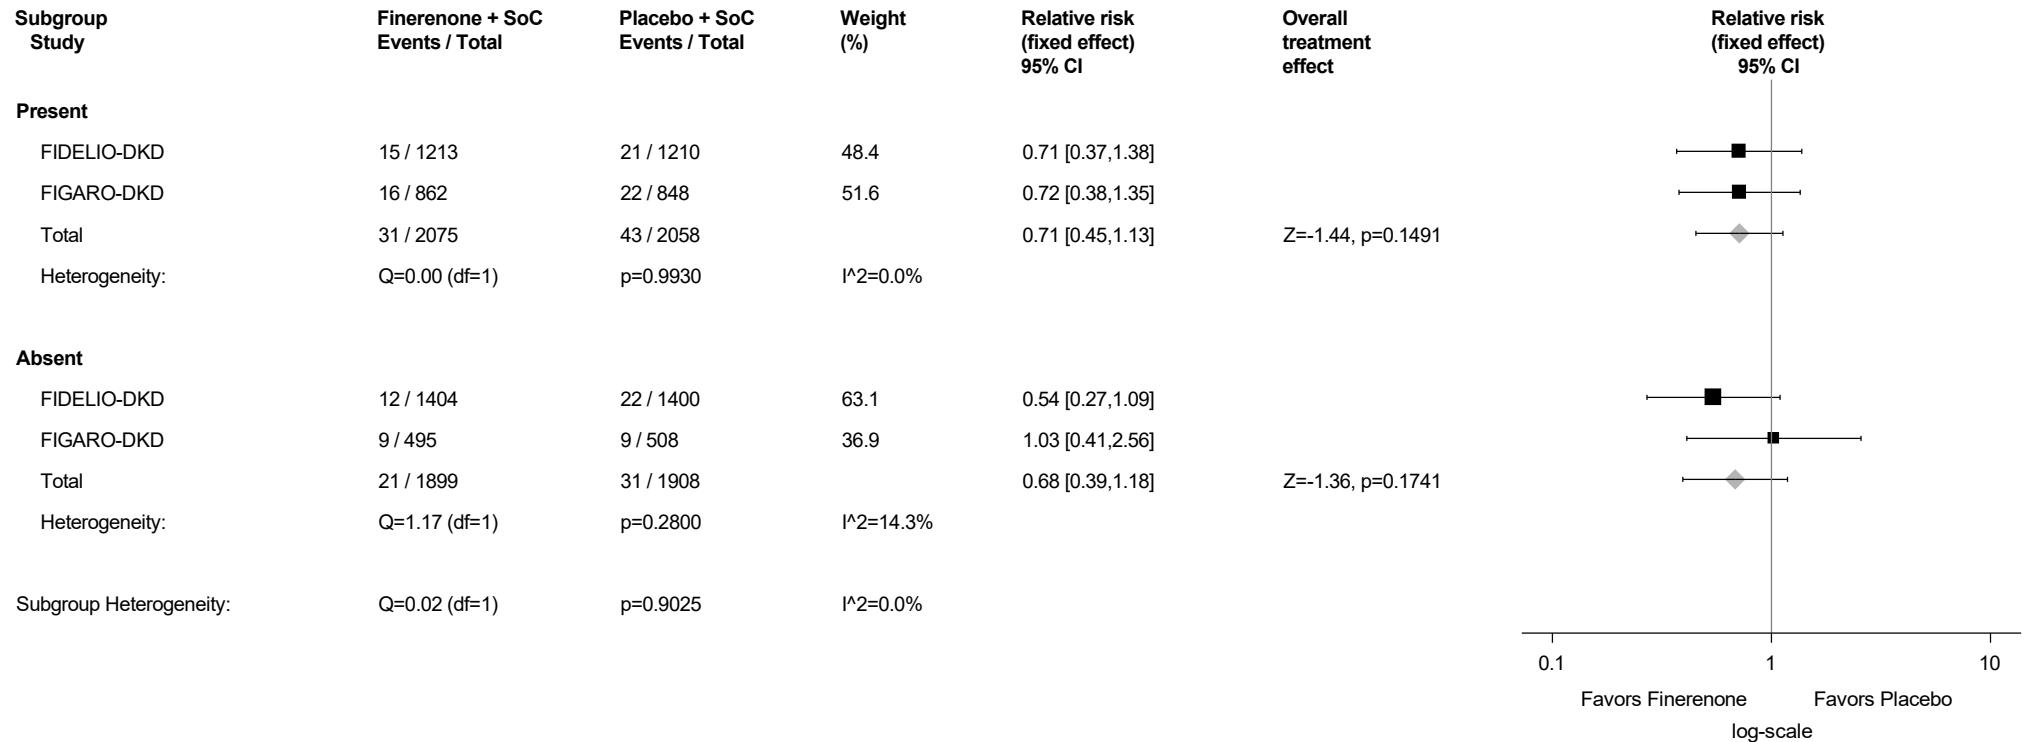 Subgroup Finerenone + SoC Placebo + SoC Weight Relative risk Overall Relative risk
Study Events / Total Events / Total (%) (fixed effect) treatment (fixed effect)
95% CI effect 95% CI
Present
FIDELIO-DKD 15 / 1213 21 / 1210 48.4 0.71 [0.37,1.38]
FIGARO-DKD 16 / 862 22 / 848 51.6 0.72 [0.38,1.35]
Total 31 / 2075 43 / 2058 0.71 [0.45,1.13] Z=-1.44, p=0.1491
Heterogeneity: Q=0.00 (df=1) p=0.9930 I^2=0.0%
Absent
FIDELIO-DKD 12 / 1404 22 / 1400 63.1 0.54 [0.27,1.09]
FIGARO-DKD 9 / 495 9 / 508 36.9 1.03 [0.41,2.56]
Total 21 / 1899 31 / 1908 0.68 [0.39,1.18] Z=-1.36, p=0.1741
Heterogeneity: Q=1.17 (df=1) p=0.2800 I^2=14.3%
Subgroup Heterogeneity: Q=0.02 (df=1) p=0.9025 I^2=0.0%
0.1 1 10
Favors Finerenone Favors Placebo
log-scale